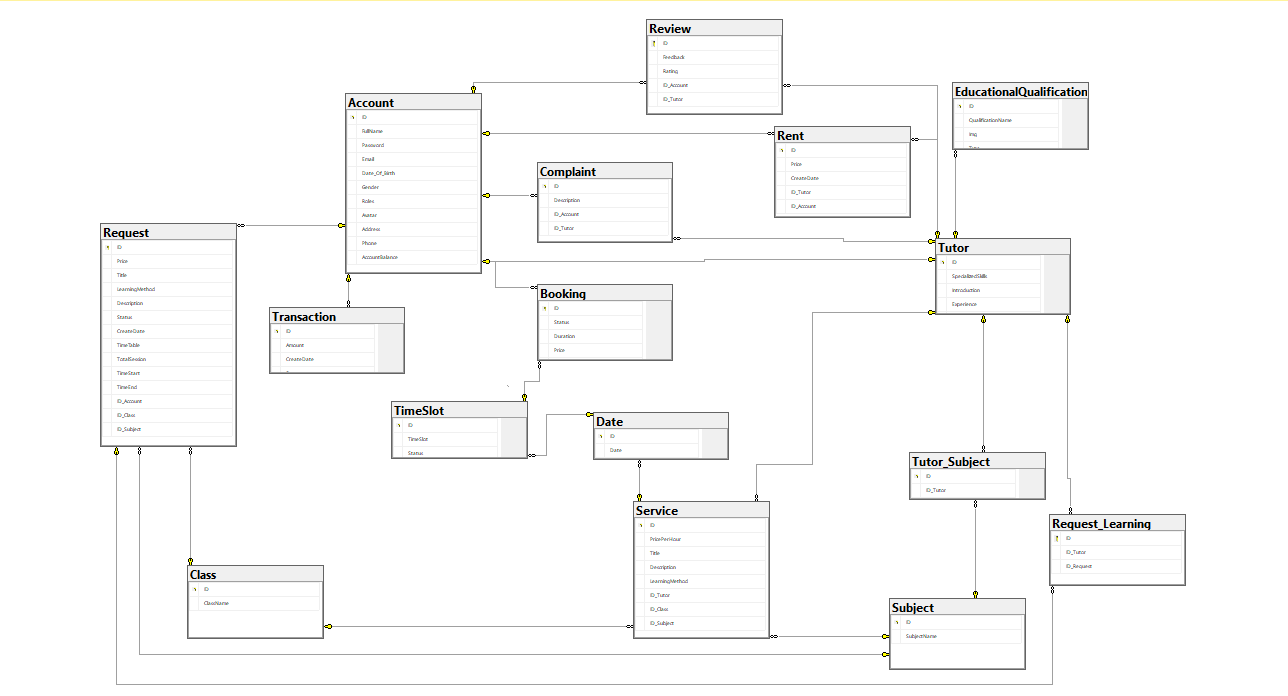 Review
ID
Feedback
Rating
ID_Account
ID_Tutor
EducationalQualification
ID
QualificationName
Img
Account
ID
FullName
Password
Email
Date_Of_Birth
Gender
Roles
Avatar
Address
Phone
AccountBalance
Rent
ID
Price
CreateDate
ID_Tutor
ID_Account
Complaint
ID
Description
ID_Account
ID_Tutor
Request
ID
Price
Title
LearningMethod
Description
Status
CreateDate
TimeTable
TotalSession
TimeStart
TimeEnd
ID_Account
ID_Class
ID_Subject
Tutor
ID
SpecializedSkills
Introduction
Experience
Booking
ID
Status
Duration
Price
Transaction
ID
Amount
CreateDate
TimeSlot
ID
TimeSlot
Status
Date
ID
Date
Tutor_Subject
ID
ID_Tutor
Service
ID
PricePerHour
Title
Description
LearningMethod
ID_Tutor
ID_Class
ID_Subject
Request_Learning
ID
ID_Tutor
ID_Request
Class
ID
ClassName
Subject
ID
SubjectName